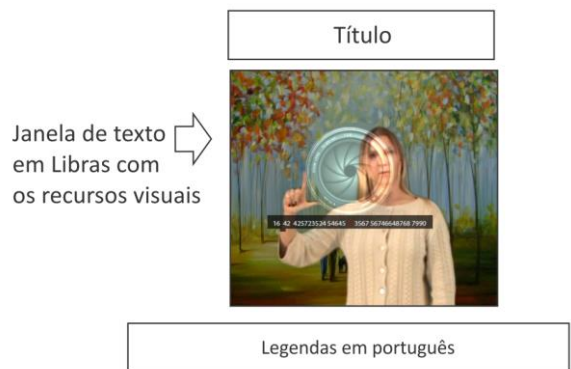 Título
Janela de texto
em Libras com
os recursos visuais
Legendas em português